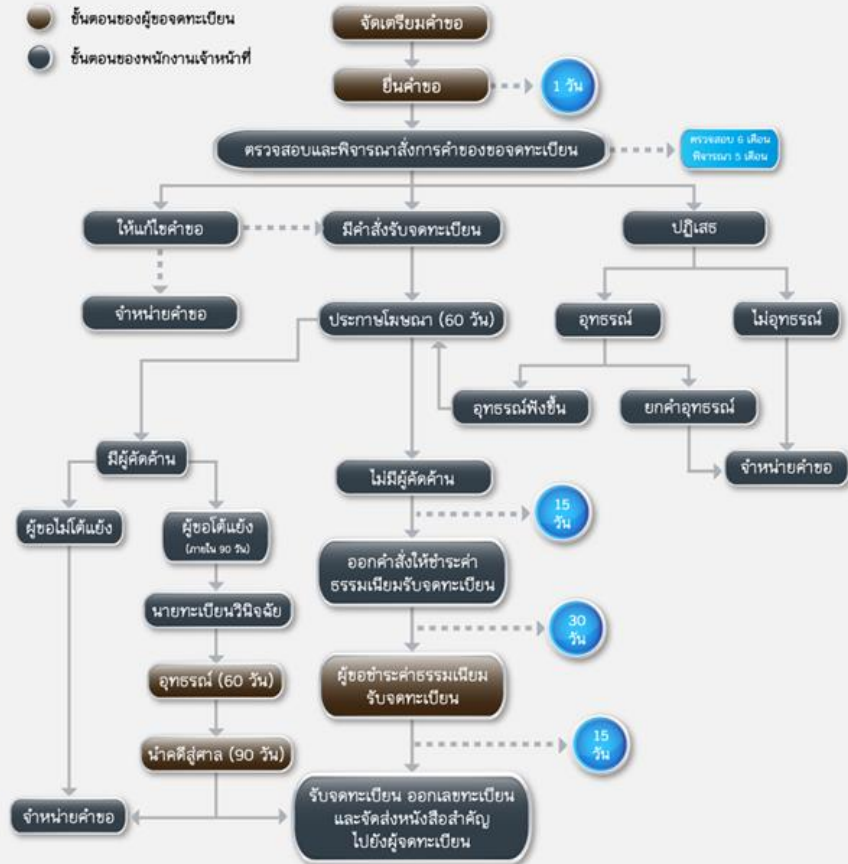 ขั้นตอนของผู้ขอจดทะเบียน
ขั้นตอนของพนักงานเจ้าหน้าที่
จัดเตรียมคำขอ
ยื่นคำขอ
1 วัน
ตรวจสอบและพิจารณาสั่งการคำของขอจดทะเบียน
ตรวจสอบ 6 เดือน
พิจารณา 5 เดือน
ให้แก้ไขคำขอ
มีคำสั่งรับจดทะเบียน
ปฏิเสธ
จำหน่ายคำขอ
ประกาษโฆษณา (60 วัน)
อุทธรณ์
ไม่อุทธรณ์
อุทธรณ์ฟังขึ้น
ยกคำอุทธรณ์
จำหน่ายคำขอ
มีผู้คัดค้าน
ไม่มีผู้คัดค้าน
15
วัน
ผู้ขอไม่โต้แย้ง
ผู้ขอโต้แย้ง
(ภายใน 90 วัน)
ออกคำสั่งให้ชำระค่า
ธรรมเนียมรับจดทะเบียน
นายทะเบียนวินิจฉัย
30
วัน
อุทธรณ์ (60 วัน)
ผู้ขอชำระค่าธรรมเนียม
รับจดทะเบียน
15
วัน
นำคดีสู่ศาล (90 วัน)
จำหน่ายคำขอ
รับจดทะเบียน ออกเลขทะเบียน
และจัดส่งหนังสือสำคัญ
ไปยังผู้จดทะเบียน